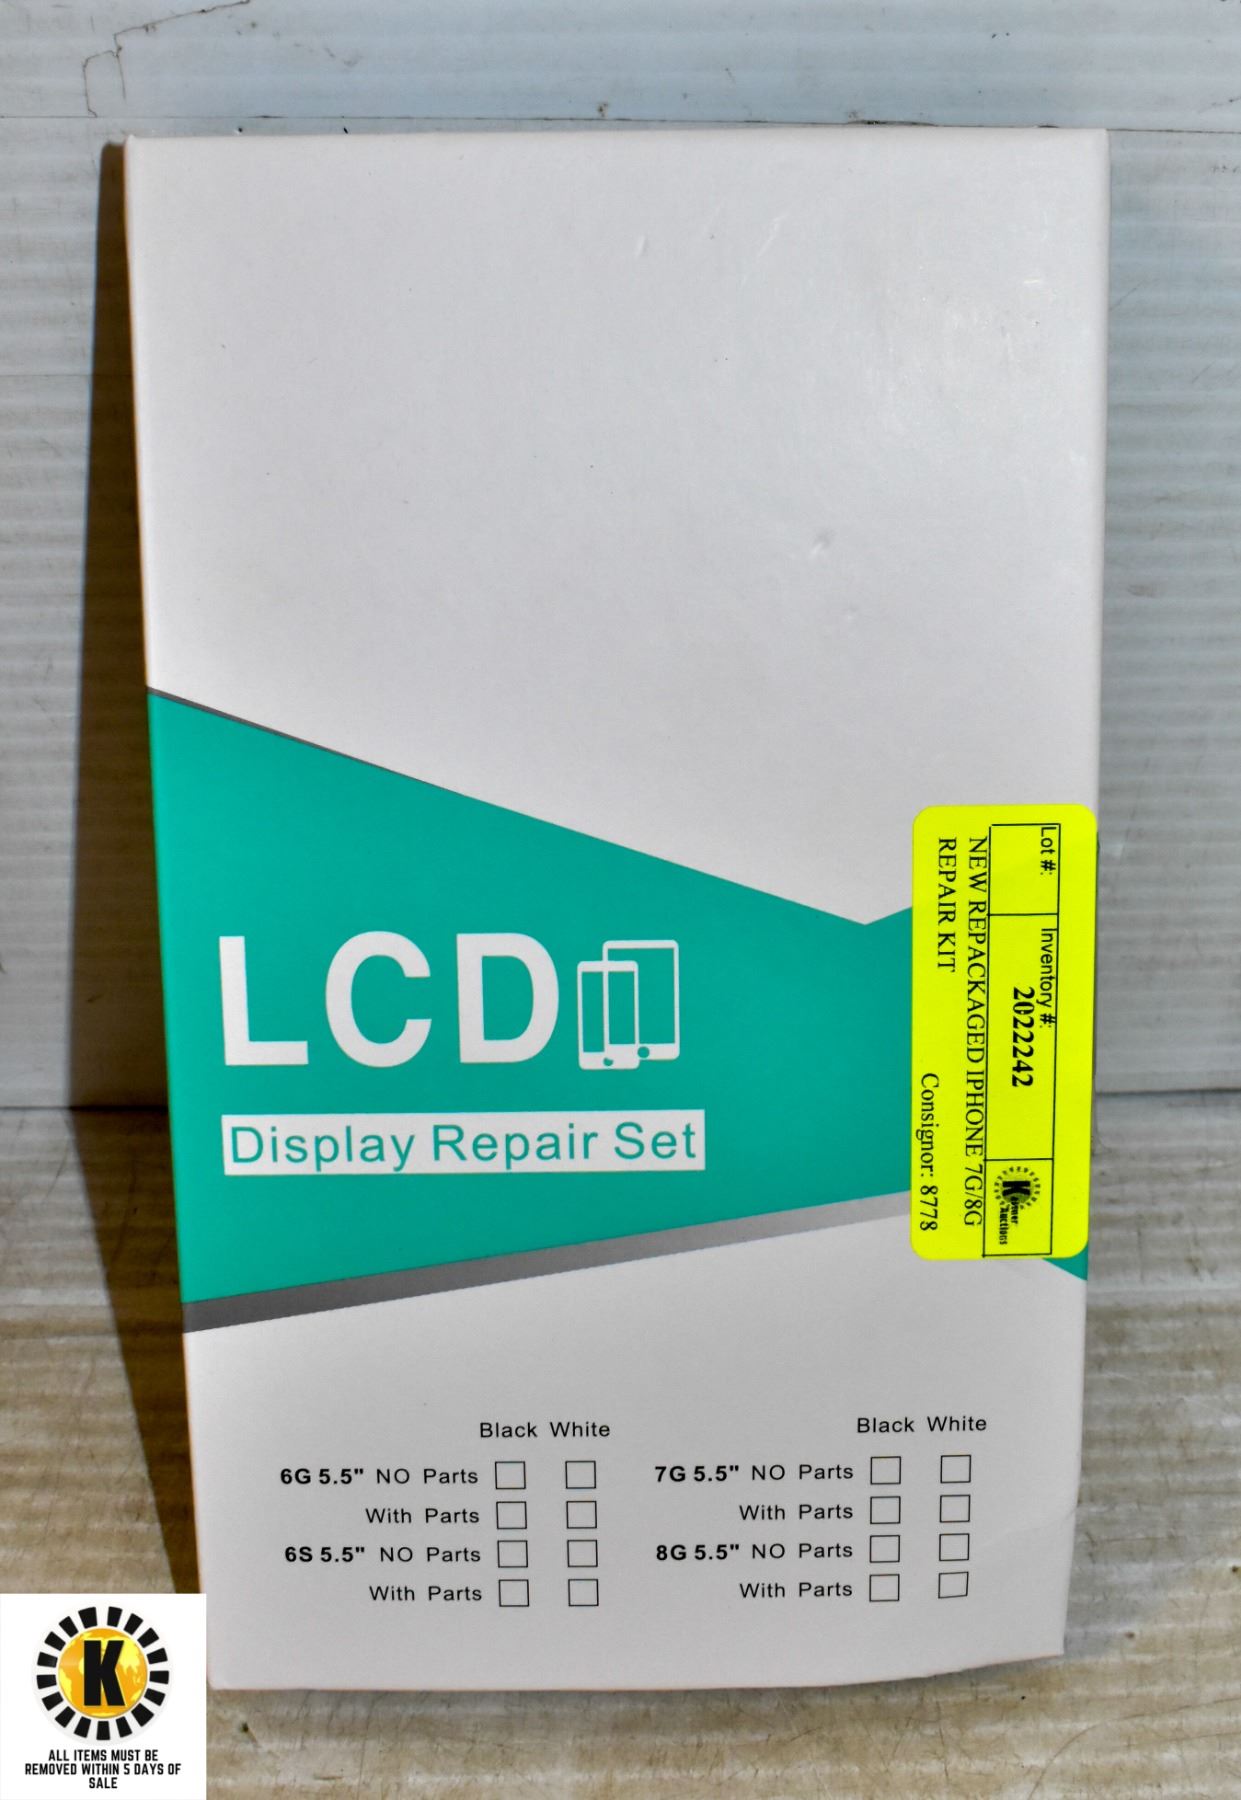 LCD
Display Repair Set
Lot #:
Inventory #:
2022242
Kastner
Auctions
NEW REPACKAGED IPHONE 7G/8G
REPAIR KIT
Consignor: 8778
Black White
6G 5.5" NO Parts
With Parts
6S 5.5" NO Parts
With Parts
Black White
7G 5.5" NO Parts
With Parts
8G 5.5" NO Parts
With Parts
K
ALL ITEMS MUST BE
REMOVED WITHIN 5 DAYS OF
SALE